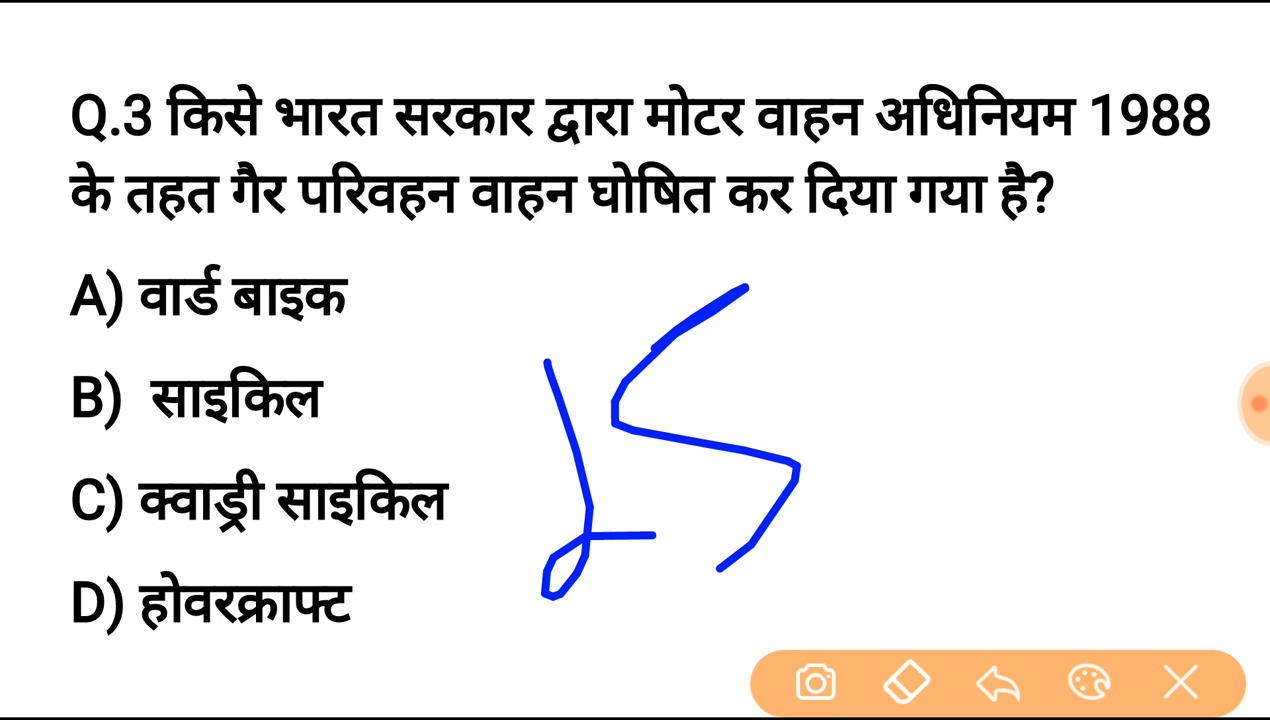 Q.3 किसे भारत सरकार द्वारा मोटर वाहन अधिनियम 1988
के तहत गैर परिवहन वाहन घोषित कर दिया गया है?
A) वार्ड बाइक
B) साइकिल
C) क्वाड्री साइकिल
D) होवरक्राफ्ट